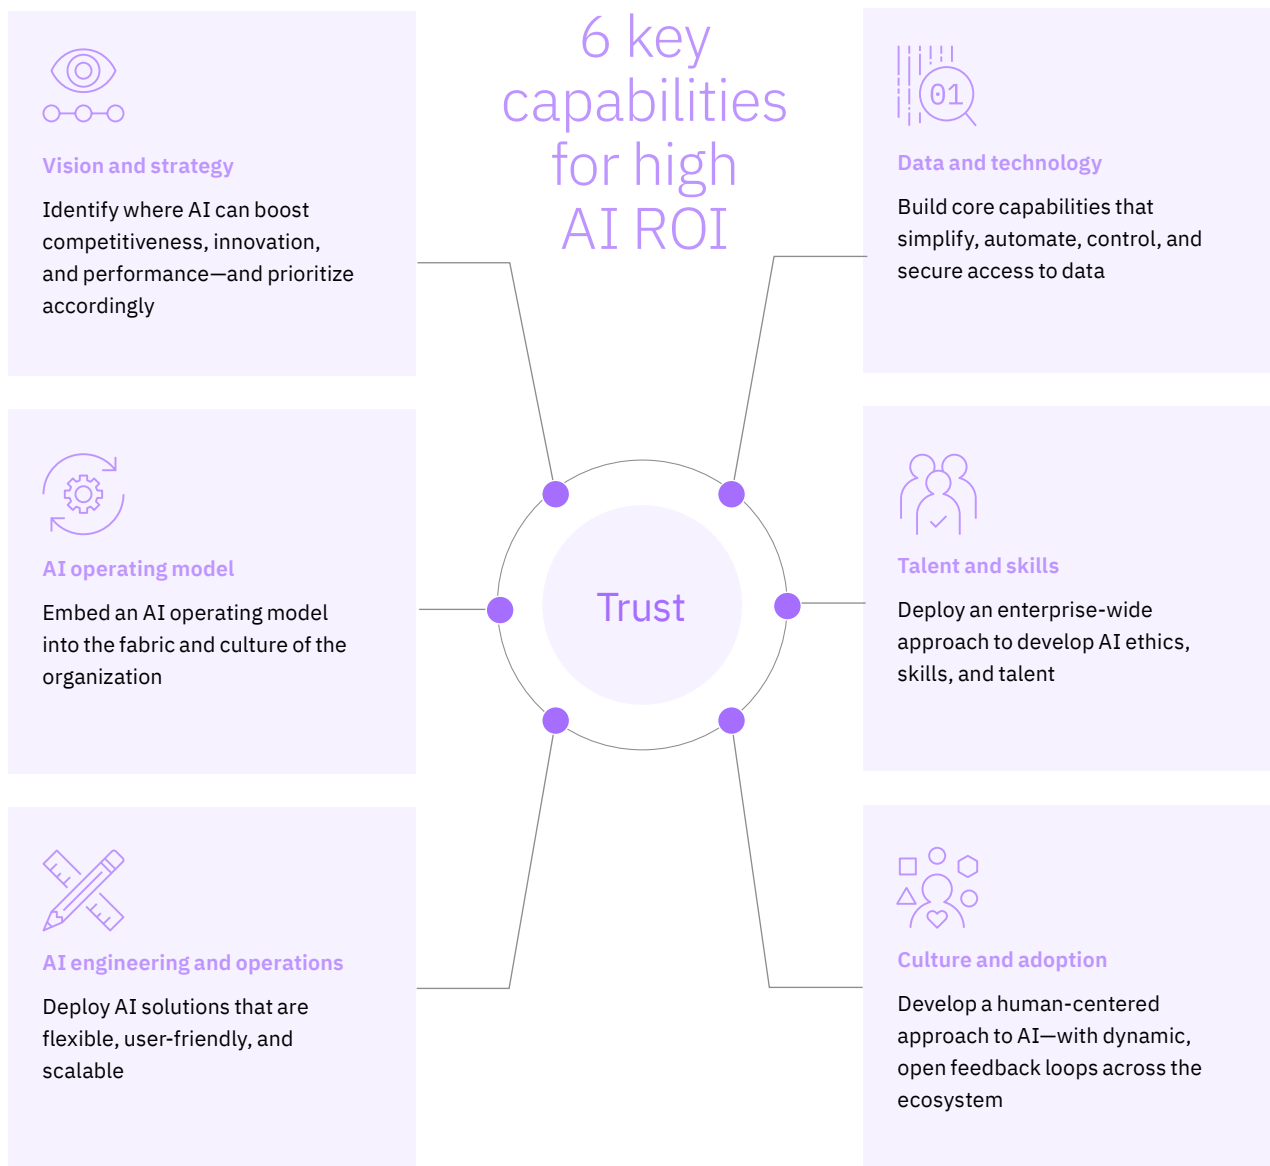 6 key
capabilities
for high
AI ROI
Vision and strategy
Identify where AI can boost
competitiveness, innovation,
and performance—and prioritize
accordingly
AI operating model
Embed an AI operating model
into the fabric and culture of the
organization
AI engineering and operations
Deploy AI solutions that are
flexible, user-friendly, and
scalable
Trust
01
Data and technology
Build core capabilities that
simplify, automate, control, and
secure access to data
Talent and skills
Deploy an enterprise-wide
approach to develop AI ethics,
skills, and talent
Culture and adoption
Develop a human-centered
approach to AI—with dynamic,
open feedback loops across the
ecosystem